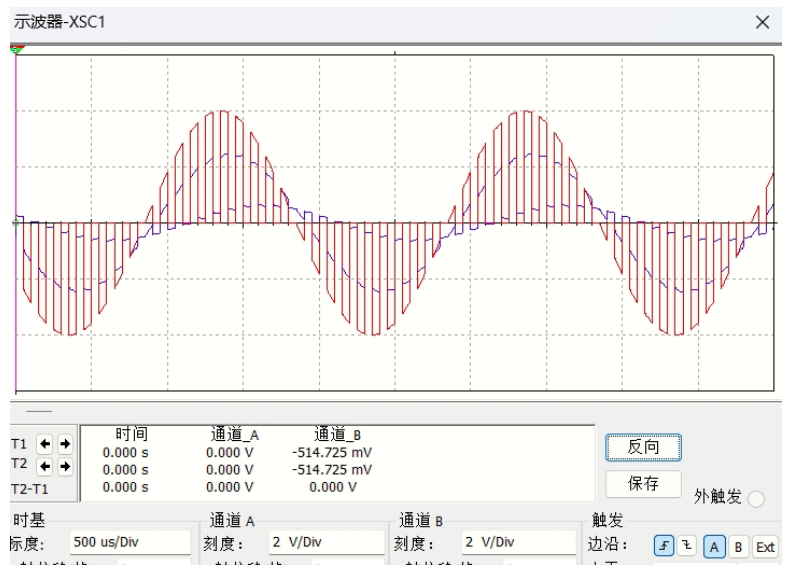 示波器-XSC1
时间 通道_A 通道_B
T1 0.000 s 0.000 V -514.725 mV
T2 0.000 s 0.000 V -514.725 mV
T2-T1 0.000 s 0.000 V 0.000 V
反向
保存
外触发
时基 通道 A 通道 B 触发
标度: 500 us/Div 刻度: 2 V/Div 刻度: 2 V/Div 边沿: A B Ext